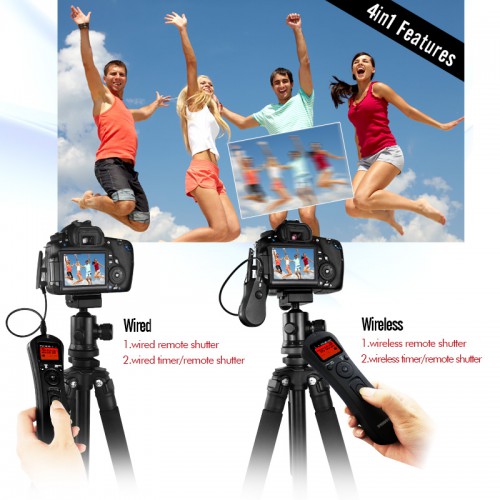 4in1 Features
Wired
1.wired remote shutter
2.wired timer/remote shutter
Wireless
1.wireless remote shutter
2.wireless timer/remote shutter